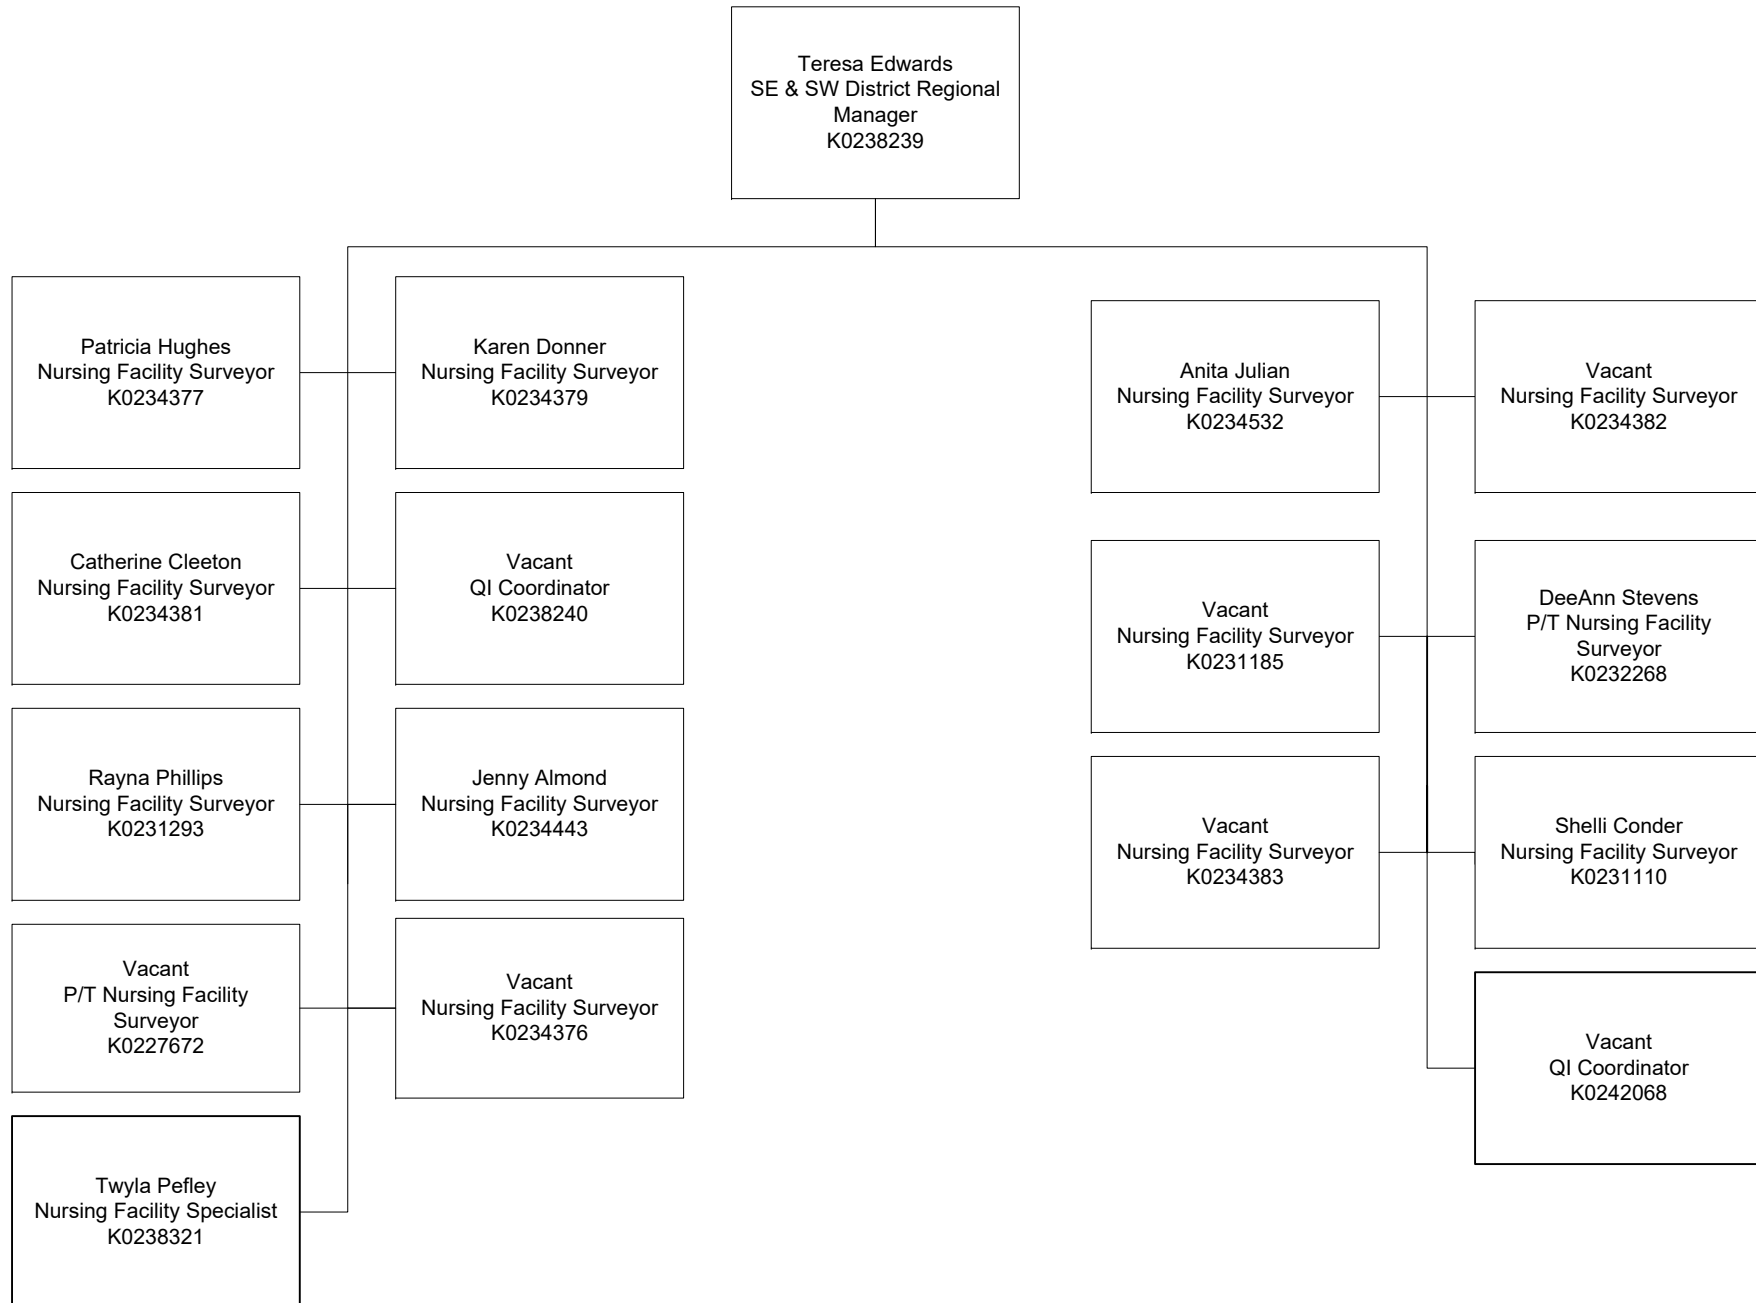 Teresa Edwards
SE & SW District Regional
Manager
K0238239
Patricia Hughes
Nursing Facility Surveyor
K0234377
Karen Donner
Nursing Facility Surveyor
K0234379
Anita Julian
Nursing Facility Surveyor
K0234532
Vacant
Nursing Facility Surveyor
K0234382
Catherine Cleeton
Nursing Facility Surveyor
K0234381
Vacant
QI Coordinator
K0238240
Vacant
Nursing Facility Surveyor
K0231185
DeeAnn Stevens
P/T Nursing Facility
Surveyor
K0232268
Rayna Phillips
Nursing Facility Surveyor
K0231293
Jenny Almond
Nursing Facility Surveyor
K0234443
Vacant
Nursing Facility Surveyor
K0234383
Shelli Conder
Nursing Facility Surveyor
K0231110
Vacant
P/T Nursing Facility
Surveyor
K0227672
Vacant
Nursing Facility Surveyor
K0234376
Vacant
QI Coordinator
K0242068
Twyla Pefley
Nursing Facility Specialist
K0238321